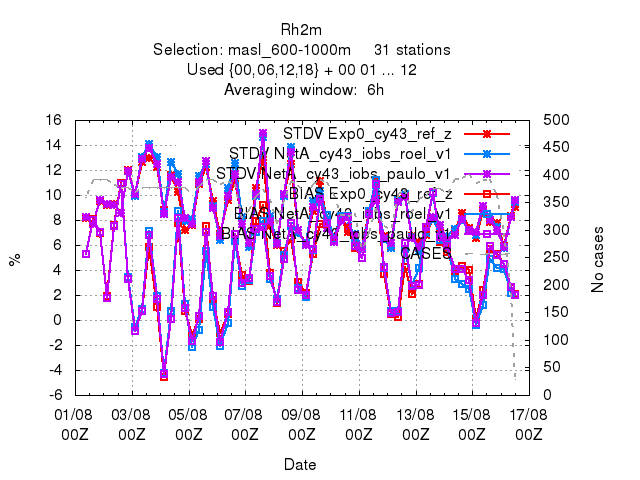 Rh2m
Selection: masl_600-1000m 31 stations
Used {00,06,12,18} + 00 01 ... 12
Averaging window: 6h
16 500
14 450
12 400
10 350
8 300
6 250
4 200
2 150
0 100
-2 50
-4 0
-6
STDV Exp0_cy43_ref_z
STDV NetA_cy43_iobs_roel_v1
STDV NetA_cy43_iobs_paulo_v1
BIAS Exp0_cy43_ref_z
BIAS NetA_cy43_iobs_roel_v1
BIAS NetA_cy43_iobs_paulo_v1
CASES
%
No cases
01/08 03/08 05/08 07/08 09/08 11/08 13/08 15/08 17/08
00Z 00Z 00Z 00Z 00Z 00Z 00Z 00Z 00Z
Date